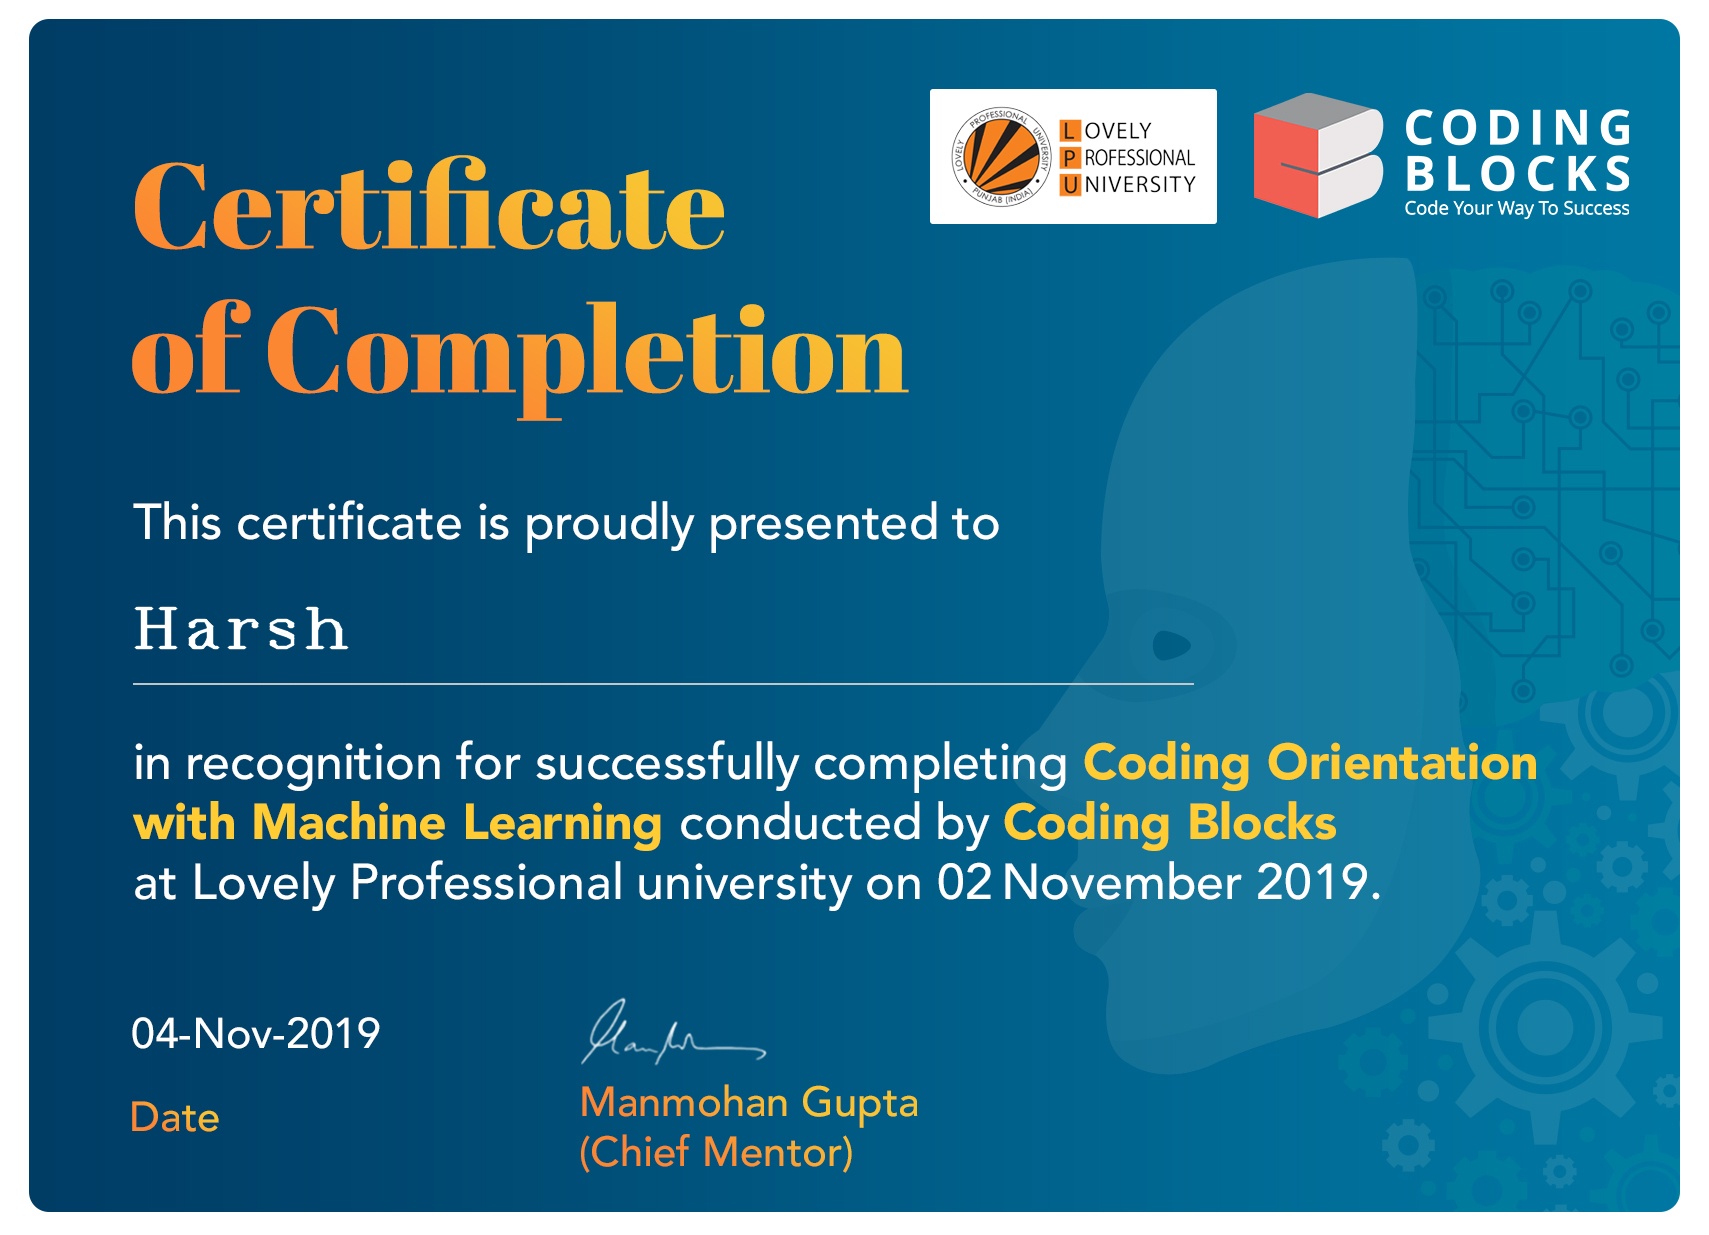 LOVELY PROFESSIONAL UNIVERSITY
PUNJAB (INDIA)
LOVELY
PROFESSIONAL
UNIVERSITY
CODING
BLOCKS
Code Your Way To Success
Certificate
of Completion
This certificate is proudly presented to
Harsh
in recognition for successfully completing Coding Orientation
with Machine Learning conducted by Coding Blocks
at Lovely Professional university on 02 November 2019.
04-Nov-2019
Date
Manmohan Gupta
(Chief Mentor)